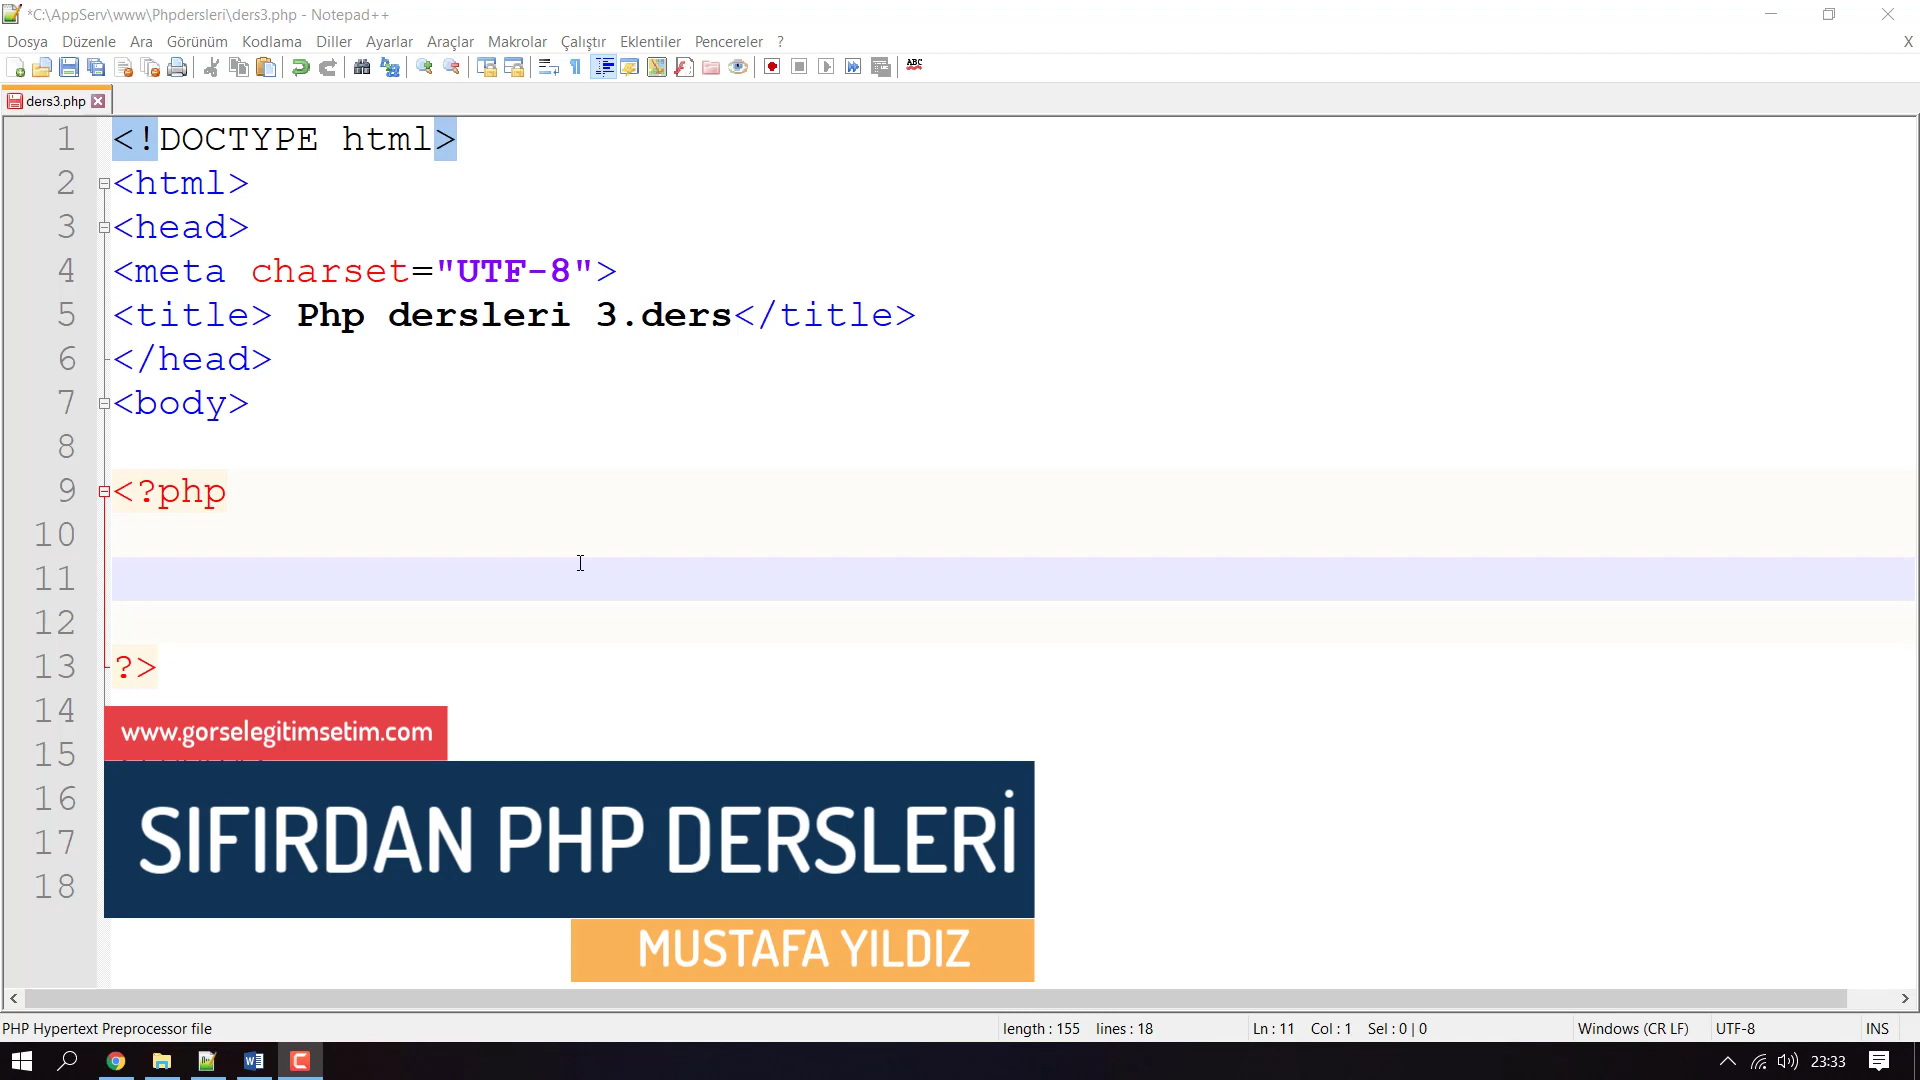 *C:\AppServ\www\Phpdersleri\ders3.php - Notepad++
Dosya Düzenle Ara Görünüm Kodlama Diller Ayarlar Araçlar Makrolar Çalıştır Eklentiler Pencereler ? X
ABC
ders3.php
1 <!DOCTYPE html>
2 <html>
3 <head>
4 <meta charset="UTF-8">
5 <title> Php dersleri 3.ders</title>
6 </head>
7 <body>
8
9 <?php
10
11
12
13 ?>
14
www.gorselegitimsetim.com
15
16
SIFIRDAN PHP DERSLERİ
17
18
MUSTAFA YILDIZ
PHP Hypertext Preprocessor file length : 155 lines : 18 Ln : 11 Col : 1 Sel : 0 | 0 Windows (CR LF) UTF-8 INS
23:33